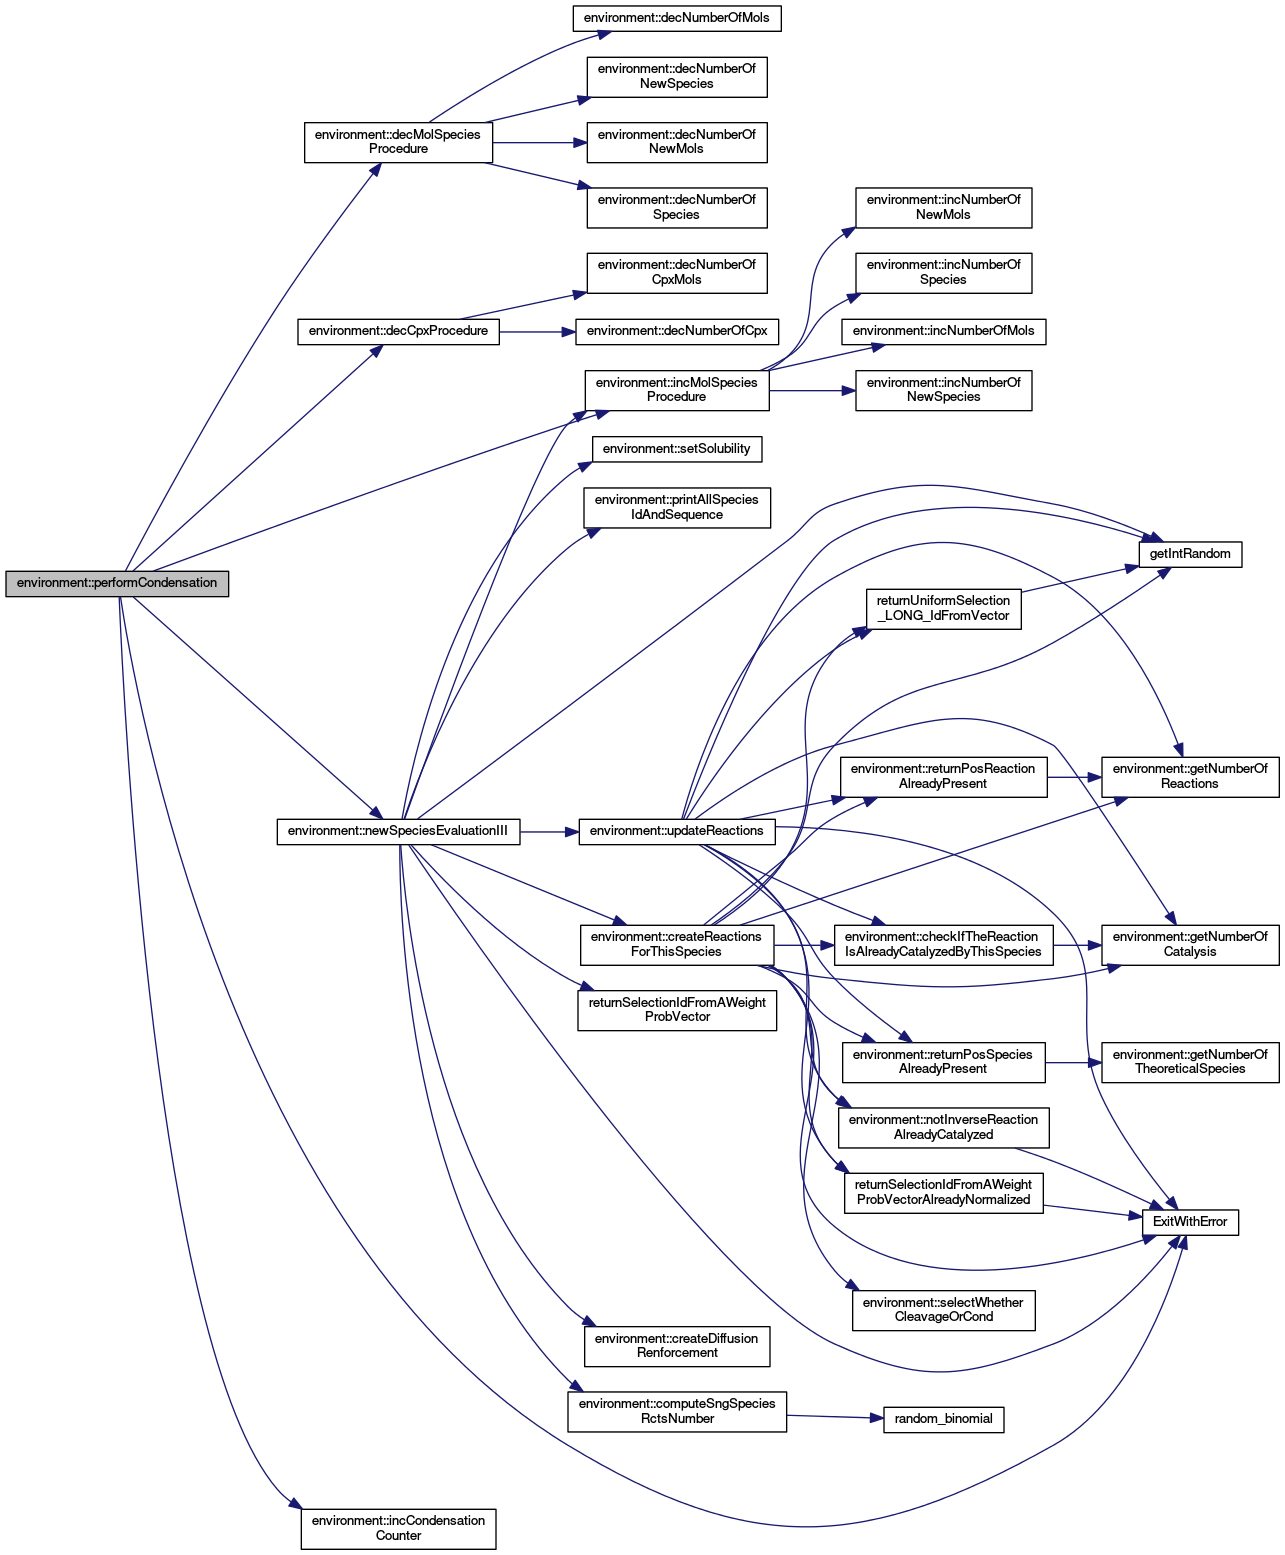 environment::decNumberOfMols
environment::decNumberOf
NewSpecies
environment::decMolSpecies
Procedure
environment::decNumberOf
NewMols
environment::decNumberOf
Species
environment::incNumberOf
NewMols
environment::decNumberOf
CpxMols
environment::incNumberOf
Species
environment::decCpxProcedure
environment::decNumberOfCpx
environment::incNumberOfMols
environment::incMolSpecies
Procedure
environment::incNumberOf
NewSpecies
environment::setSolubility
environment::printAllSpecies
IdAndSequence
getIntRandom
environment::performCondensation
returnUniformSelection
_LONG_IdFromVector
environment::returnPosReaction
AlreadyPresent
environment::getNumberOf
Reactions
environment::newSpeciesEvaluationIII
environment::updateReactions
environment::createReactions
ForThisSpecies
environment::checkIfTheReaction
IsAlreadyCatalyzedByThisSpecies
environment::getNumberOf
Catalysis
returnSelectionIdFromAWeight
ProbVector
environment::returnPosSpecies
AlreadyPresent
environment::getNumberOf
TheoreticalSpecies
environment::notInverseReaction
AlreadyCatalyzed
returnSelectionIdFromAWeight
ProbVectorAlreadyNormalized
ExitWithError
environment::selectWhether
CleavageOrCond
environment::createDiffusion
Renforcement
environment::computeSngSpecies
RctsNumber
random_binomial
environment::incCondensation
Counter